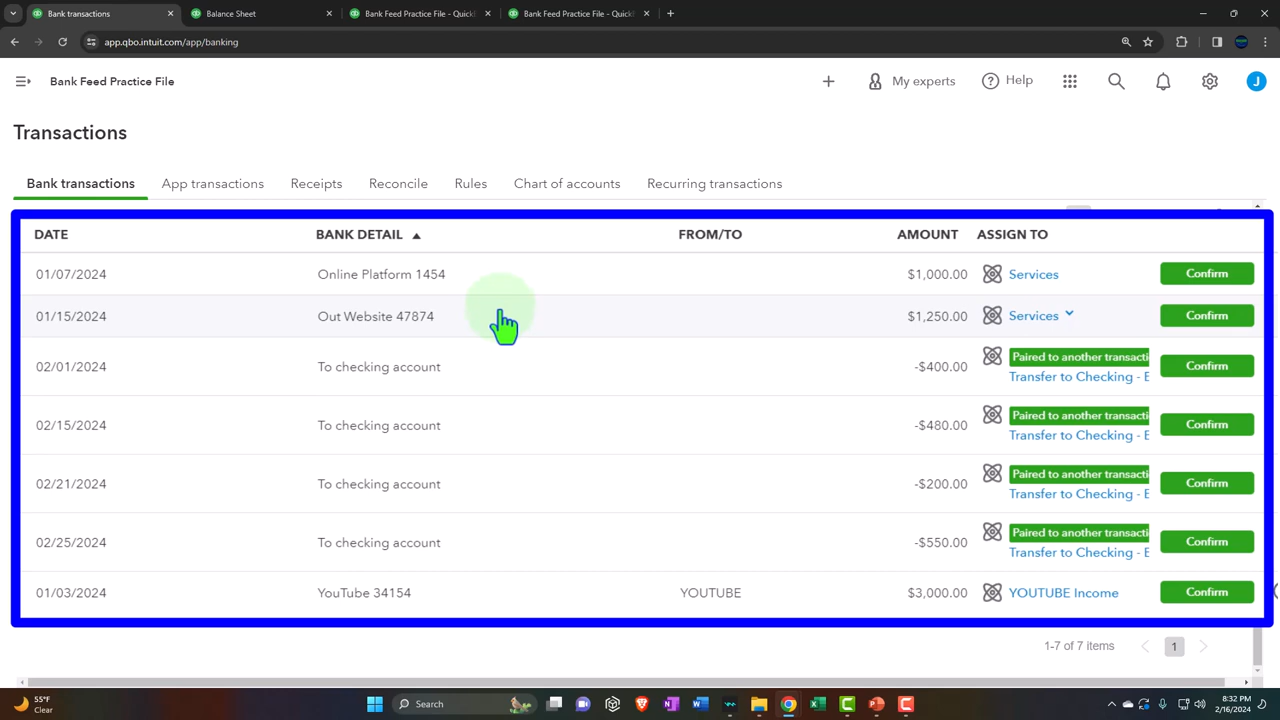 Bank transactions
Balance Sheet
Bank Feed Practice File - Quick
Bank Feed Practice File - Quick
app.qbo.intuit.com/app/banking
Bank Feed Practice File
My experts
Help
J
Transactions
Bank transactions App transactions Receipts Reconcile Rules Chart of accounts Recurring transactions
DATE BANK DETAIL FROM/TO AMOUNT ASSIGN TO
01/07/2024 Online Platform 1454 $1,000.00 Services Confirm
01/15/2024 Out Website 47874 $1,250.00 Services Confirm
02/01/2024 To checking account -$400.00 Paired to another transacti Confirm
Transfer to Checking - E
02/15/2024 To checking account -$480.00 Paired to another transacti Confirm
Transfer to Checking - E
02/21/2024 To checking account -$200.00 Paired to another transacti Confirm
Transfer to Checking - E
02/25/2024 To checking account -$550.00 Paired to another transacti Confirm
Transfer to Checking - E
01/03/2024 YouTube 34154 YOUTUBE $3,000.00 YOUTUBE Income Confirm
1-7 of 7 items 1
55°F
Clear
Search
8:32 PM
2/16/2024